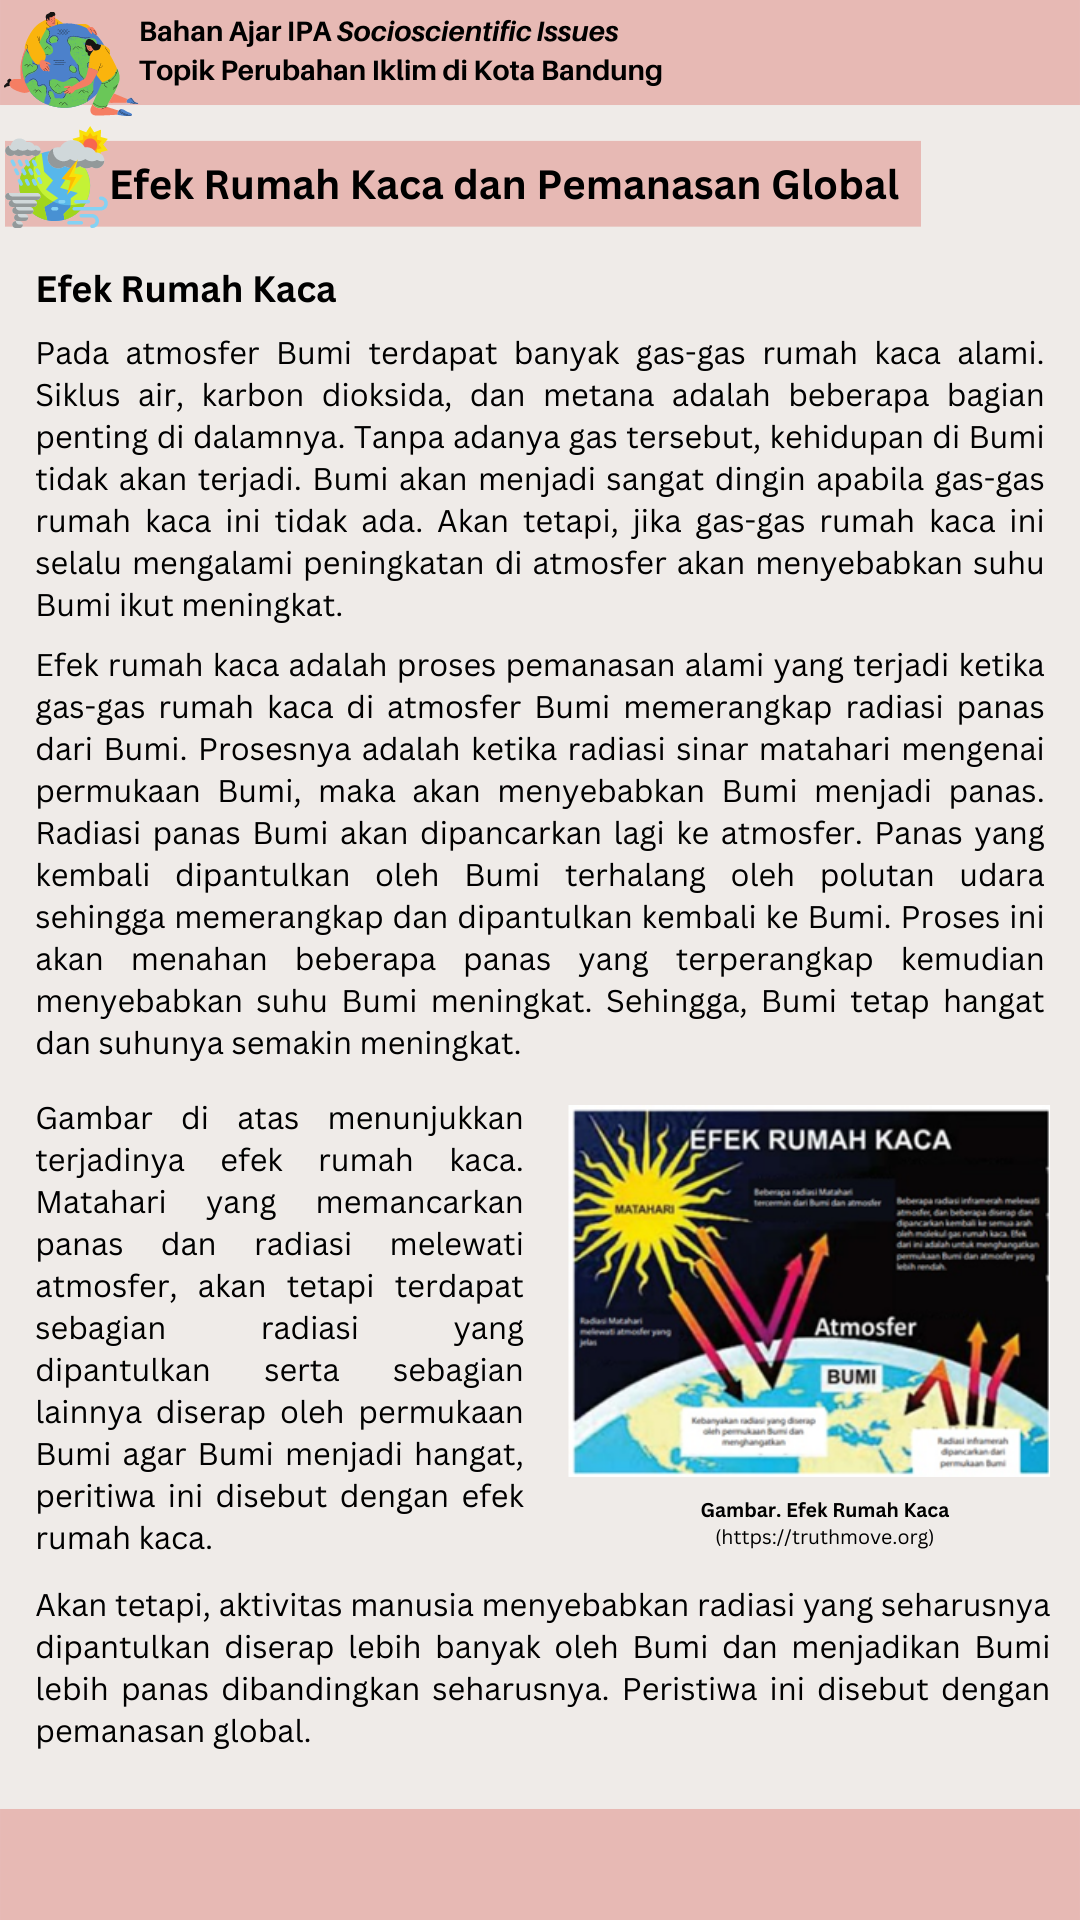 Bahan Ajar IPA Socioscientific Issues
Topik Perubahan Iklim di Kota Bandung
Efek Rumah Kaca dan Pemanasan Global
Efek Rumah Kaca
Pada atmosfer Bumi terdapat banyak gas-gas rumah kaca alami.
Siklus air, karbon dioksida, dan metana adalah beberapa bagian
penting di dalamnya. Tanpa adanya gas tersebut, kehidupan di Bumi
tidak akan terjadi. Bumi akan menjadi sangat dingin apabila gas-gas
rumah kaca ini tidak ada. Akan tetapi, jika gas-gas rumah kaca ini
selalu mengalami peningkatan di atmosfer akan menyebabkan suhu
Bumi ikut meningkat.
Efek rumah kaca adalah proses pemanasan alami yang terjadi ketika
gas-gas rumah kaca di atmosfer Bumi memerangkap radiasi panas
dari Bumi. Prosesnya adalah ketika radiasi sinar matahari mengenai
permukaan Bumi, maka akan menyebabkan Bumi menjadi panas.
Radiasi panas Bumi akan dipancarkan lagi ke atmosfer. Panas yang
kembali dipantulkan oleh Bumi terhalang oleh polutan udara
sehingga memerangkap dan dipantulkan kembali ke Bumi. Proses ini
akan menahan beberapa panas yang terperangkap kemudian
menyebabkan suhu Bumi meningkat. Sehingga, Bumi tetap hangat
dan suhunya semakin meningkat.
Gambar di atas menunjukkan
terjadinya efek rumah kaca.
Matahari yang memancarkan
panas dan radiasi melewati
atmosfer, akan tetapi terdapat
sebagian radiasi yang
dipantulkan serta sebagian
lainnya diserap oleh permukaan
Bumi agar Bumi menjadi hangat,
peritiwa ini disebut dengan efek
rumah kaca.
EFEK RUMAH KACA
MATAHARI
Beberapa radiasi Matahari
tercermin dari Bumi dan atmosfer
Beberapa radiasi inframerah melewati
atmosfer, dan beberapa diserap dan
dipancarkan kembali ke semua arah
oleh molekul gas rumah kaca. Efek
dari ini adalah untuk menghangatkan
permukaan Bumi dan atmosfer yang
lebih rendah.
Radiasi Matahari
melewati atmosfer yang
jelas
Atmosfer
BUMI
Kebanyakan radiasi yang diserap
oleh permukaan Bumi dan
menghangatkan
Radiasi inframerah
dipancarkan dari
permukaan Bumi
Gambar. Efek Rumah Kaca
(https://truthmove.org)
Akan tetapi, aktivitas manusia menyebabkan radiasi yang seharusnya
dipantulkan diserap lebih banyak oleh Bumi dan menjadikan Bumi
lebih panas dibandingkan seharusnya. Peristiwa ini disebut dengan
pemanasan global.